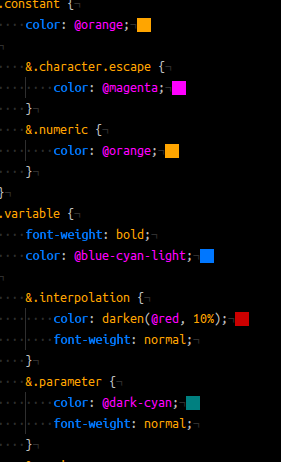 .constant {
color: @orange;

&.character.escape {
color: @magenta;
}
&.numeric {
color: @orange;
}
}
.variable {
font-weight: bold;
color: @blue-cyan-light;

&.interpolation {
color: darken(@red, 10%);
font-weight: normal;
}
&.parameter {
color: @dark-cyan;
font-weight: normal;
}